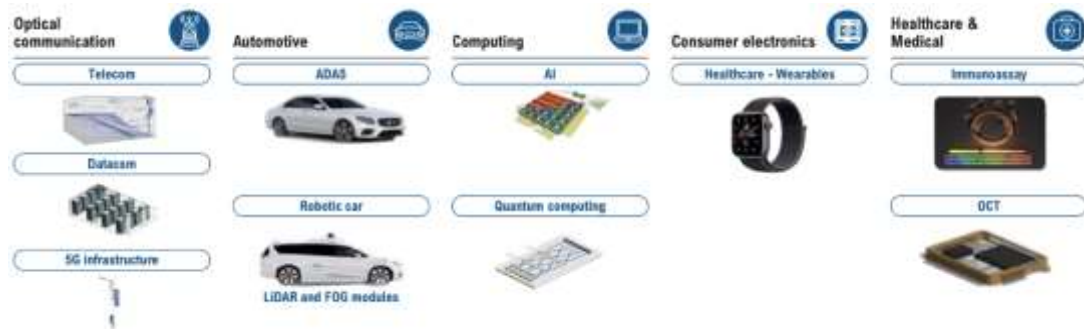 Optical
communication
Telecom
Datacom
5G infrastructure
Automotive
ADAS
Robotic car
LiDAR and FOG modules
Computing
AI
Quantum computing
Consumer electronics
Healthcare - Wearables
Healthcare &
Medical
Immunoassay
OCT